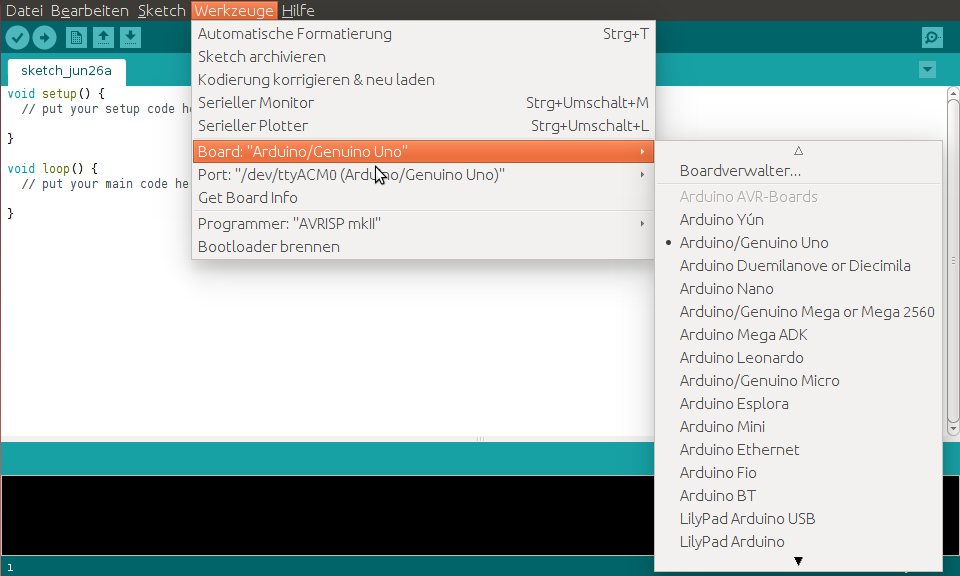 Datei Bearbeiten Sketch Werkzeuge Hilfe
sketch_jun26a
void setup() {
// put your setup code he
}
void loop() {
// put your main code he
}
Automatische Formatierung Strg+T
Sketch archivieren
Kodierung korrigieren & neu laden
Serieller Monitor Strg+Umschalt+M
Serieller Plotter Strg+Umschalt+L
Board: "Arduino/Genuino Uno"
Port: "/dev/ttyACM0 (Arduino/Genuino Uno)"
Get Board Info
Programmer: "AVRISP mkII"
Bootloader brennen
Boardverwalter...
Arduino AVR-Boards
Arduino Yún
Arduino/Genuino Uno
Arduino Duemilanove or Diecimila
Arduino Nano
Arduino/Genuino Mega or Mega 2560
Arduino Mega ADK
Arduino Leonardo
Arduino/Genuino Micro
Arduino Esplora
Arduino Mini
Arduino Ethernet
Arduino Fio
Arduino BT
LilyPad Arduino USB
LilyPad Arduino
1